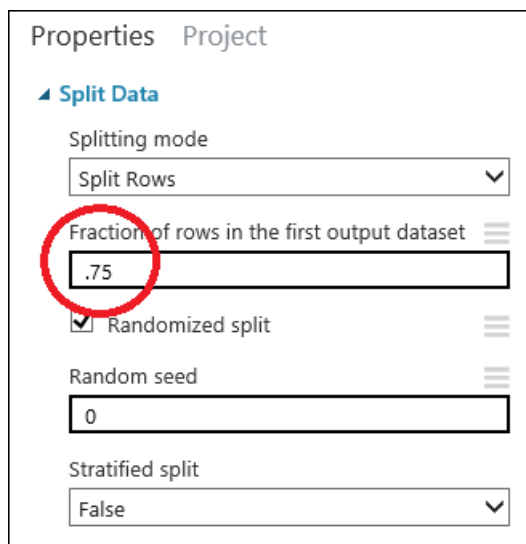 Properties Project
Split Data
Splitting mode
Split Rows
Fraction of rows in the first output dataset
.75
Randomized split
Random seed
0
Stratified split
False